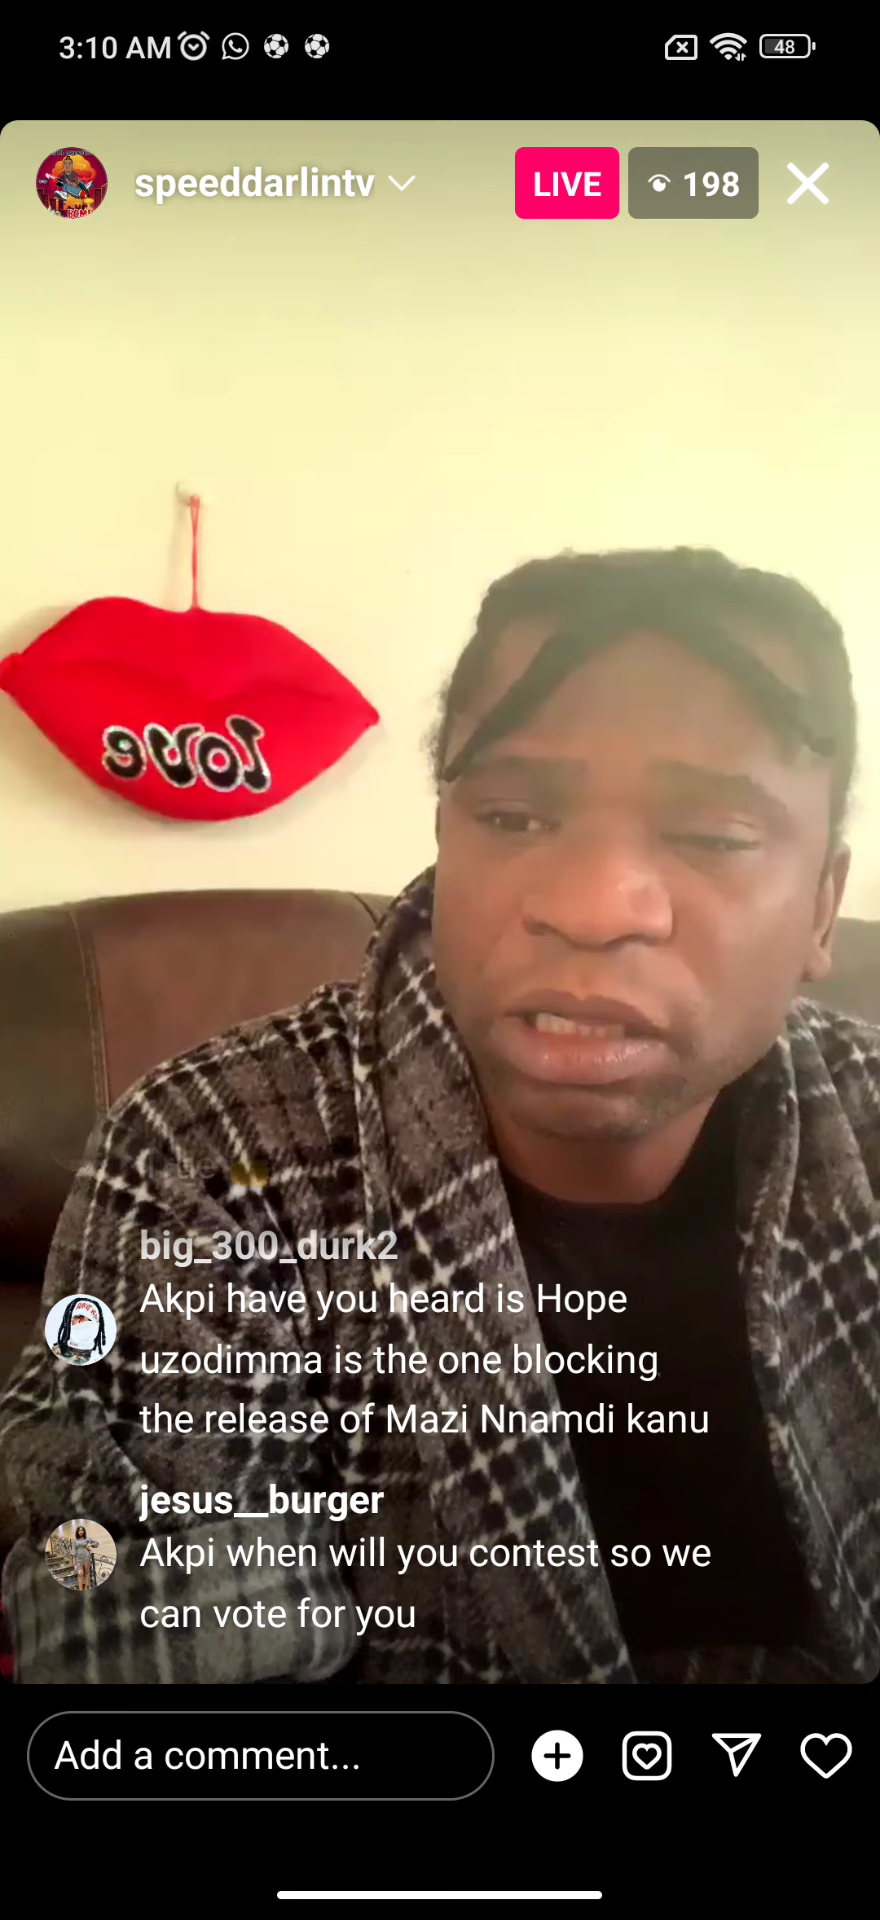 3:10 AM
48
speeddarlintv
LIVE
198
Love
big_300_durk2
Akpi have you heard is Hope
uzodimma is the one blocking
the release of Mazi Nnamdi kanu
jesus__burger
Akpi when will you contest so we
can vote for you
Add a comment...